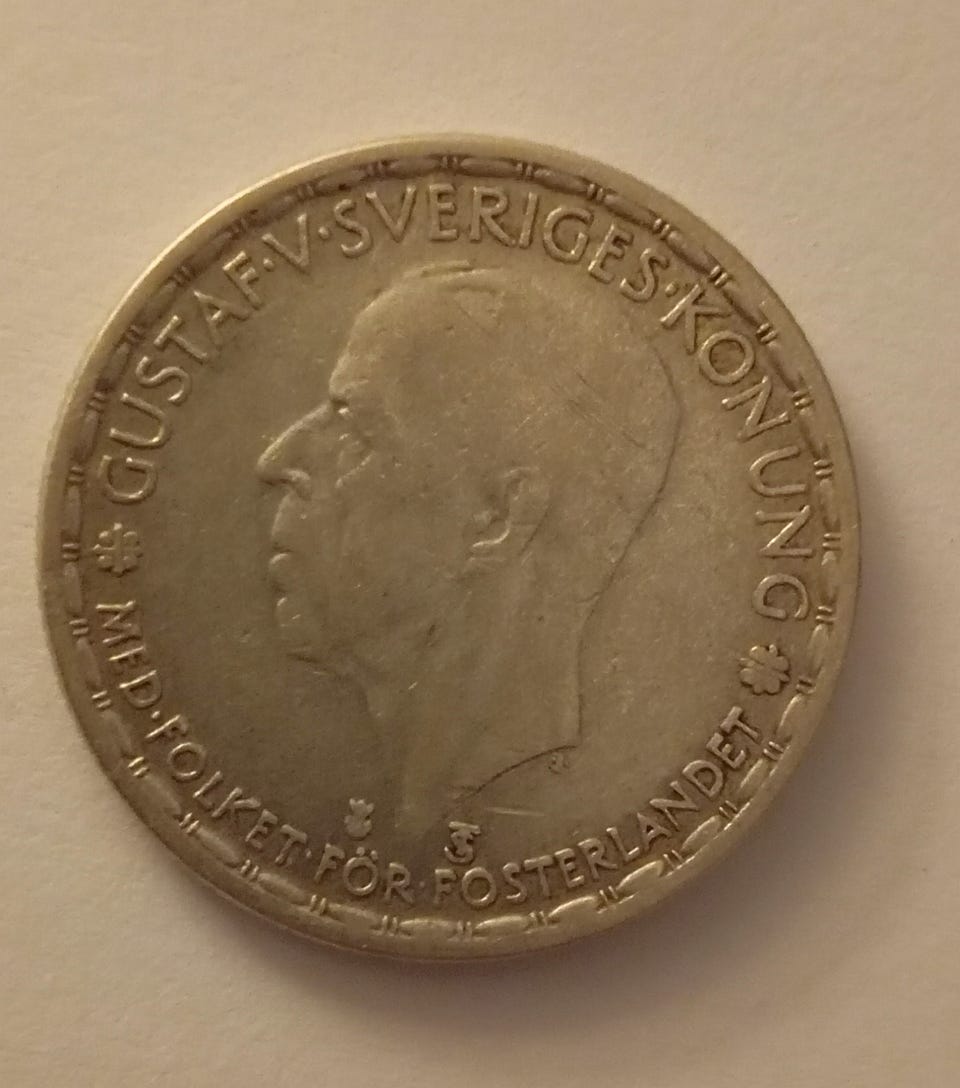 GUSTAF·V·SVERIGES·KONUNG
MED·FOLKET·FÖR·FOSTERLANDET